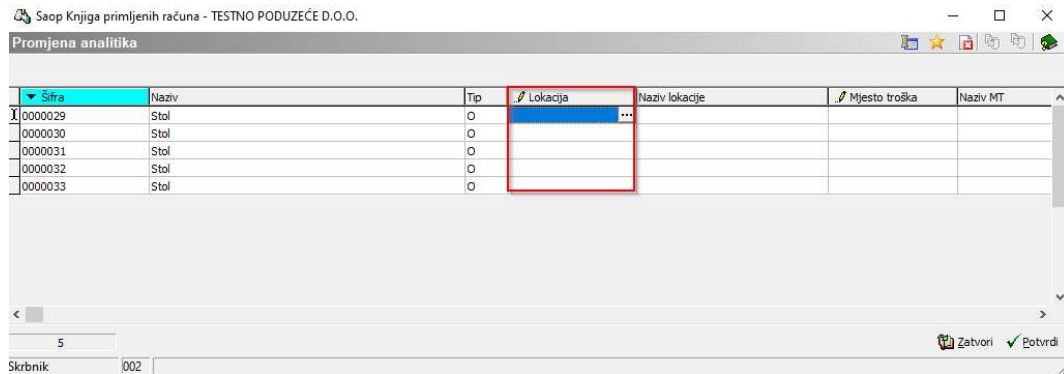 Saop Knjiga primljenih računa - TESTNO PODUZEĆE D.O.O.
Promjena analitika
Šifra Naziv Tip Lokacija Naziv lokacije Mjesto troška Naziv MT
0000029 Stol O ...
0000030 Stol O
0000031 Stol O
0000032 Stol O
0000033 Stol O
5 Zatvori Potvrdi
Skrbnik 002